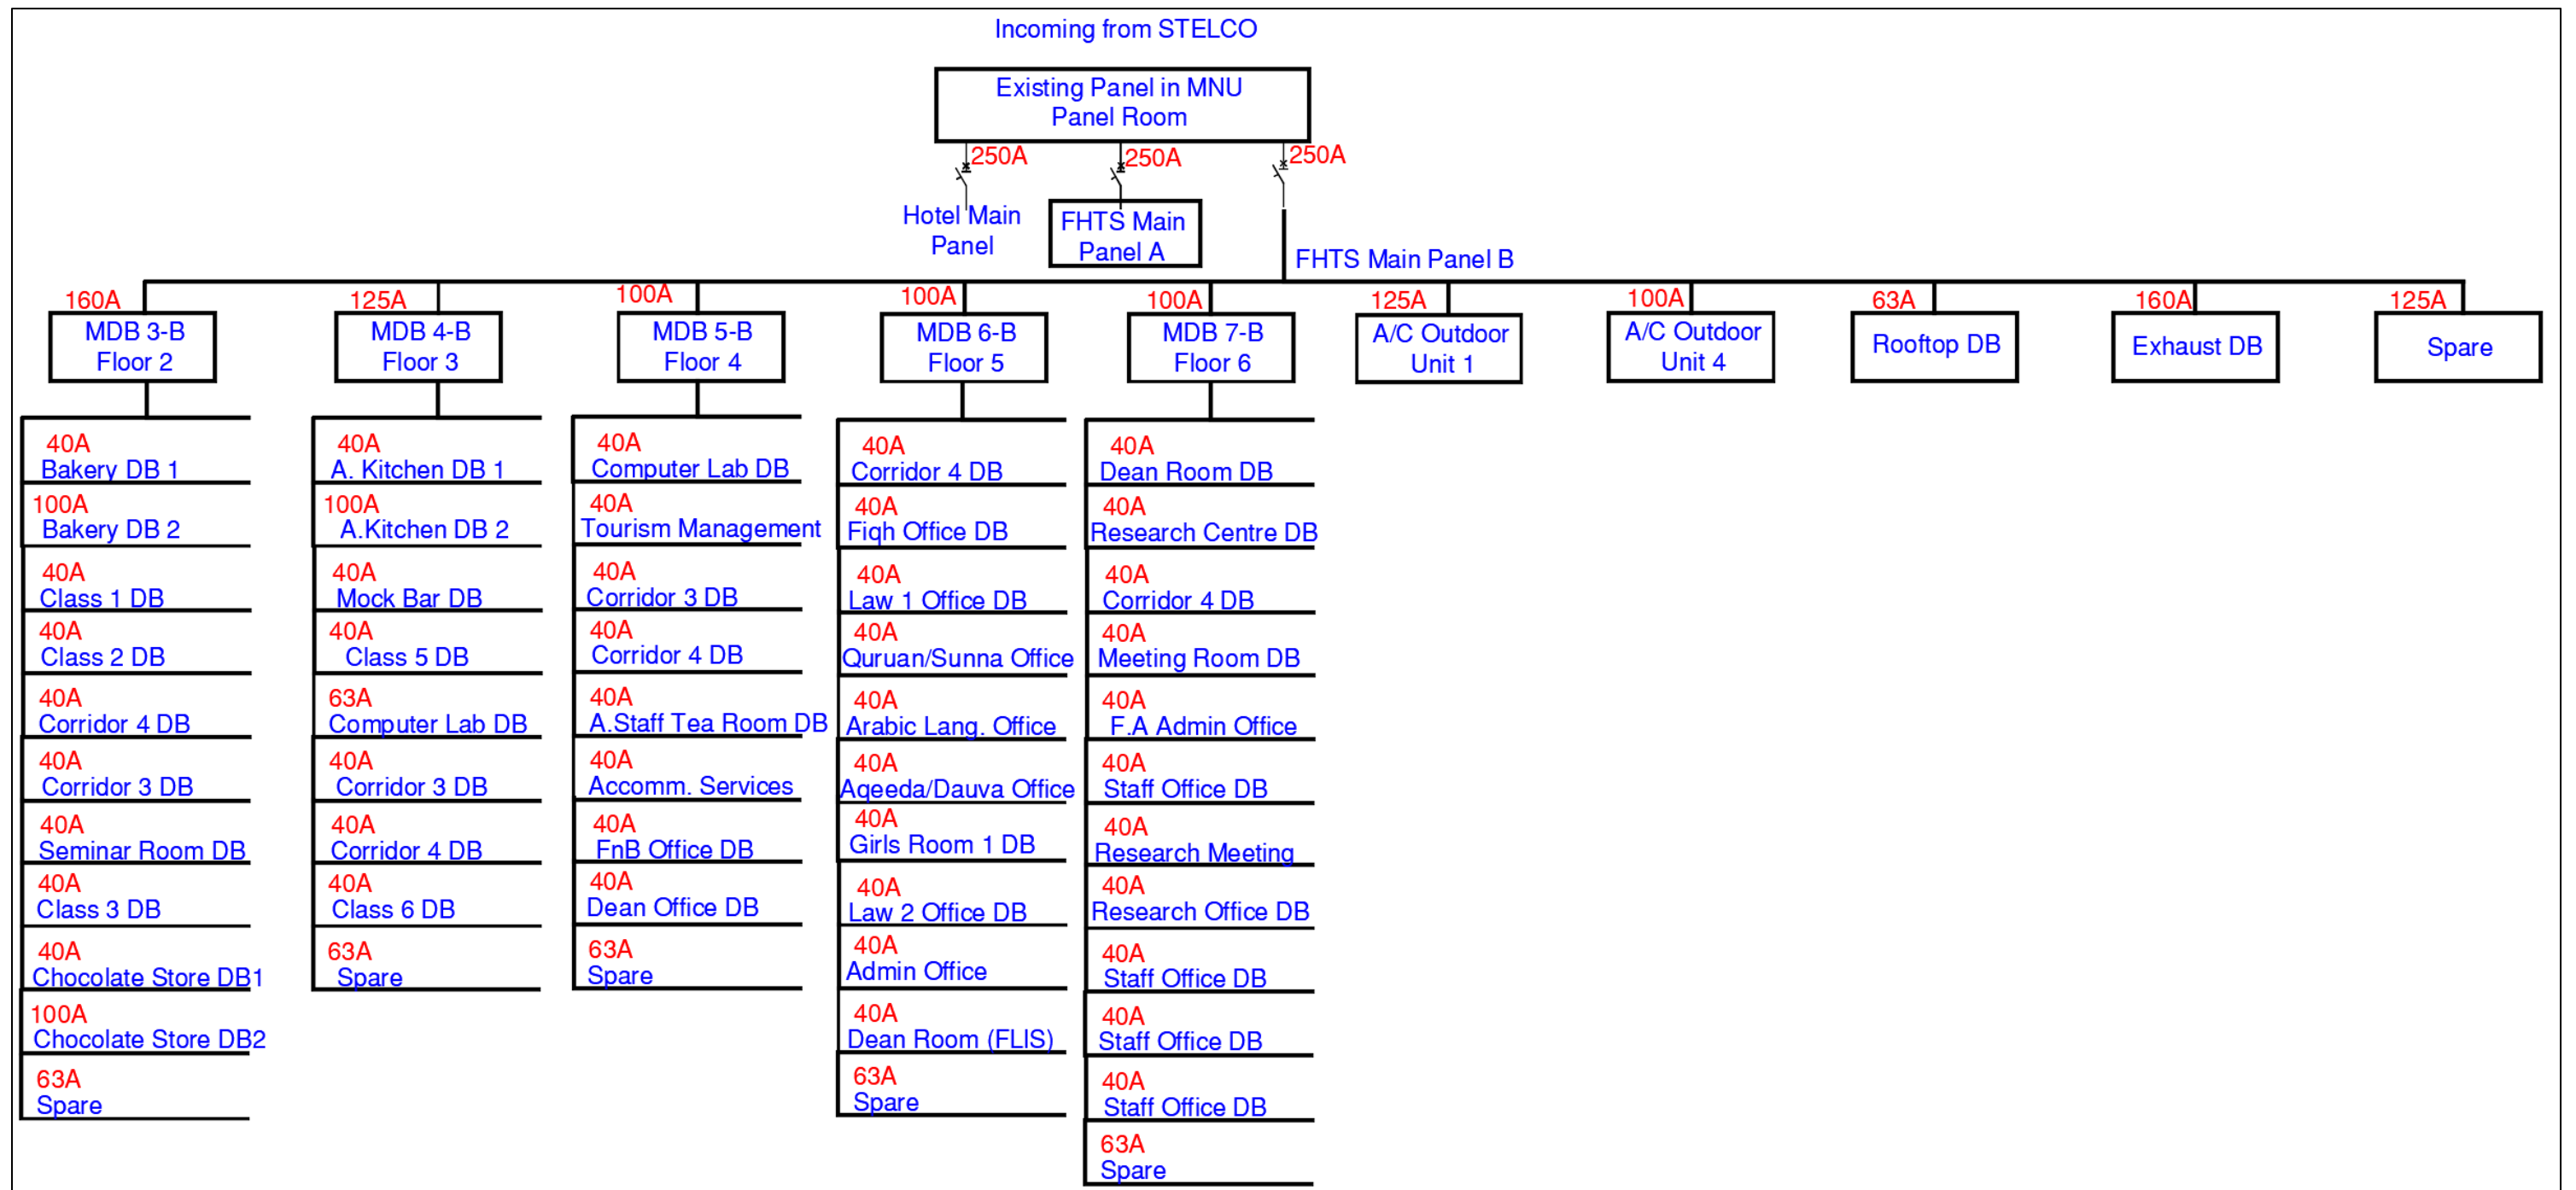 Incoming from STELCO
Existing Panel in MNU
Panel Room
250A
250A
250A
Hotel Main
Panel
FHTS Main
Panel A
FHTS Main Panel B
160A
MDB 3-B
Floor 2
125A
MDB 4-B
Floor 3
100A
MDB 5-B
Floor 4
100A
MDB 6-B
Floor 5
100A
MDB 7-B
Floor 6
125A
A/C Outdoor
Unit 1
100A
A/C Outdoor
Unit 4
63A
Rooftop DB
160A
Exhaust DB
125A
Spare
40A
Bakery DB 1
100A
Bakery DB 2
40A
Class 1 DB
40A
Class 2 DB
40A
Corridor 4 DB
40A
Corridor 3 DB
40A
Seminar Room DB
40A
Class 3 DB
40A
Chocolate Store DB1
100A
Chocolate Store DB2
63A
Spare
40A
A. Kitchen DB 1
100A
A.Kitchen DB 2
40A
Mock Bar DB
40A
Class 5 DB
63A
Computer Lab DB
40A
Corridor 3 DB
40A
Corridor 4 DB
40A
Class 6 DB
63A
Spare
40A
Computer Lab DB
40A
Tourism Management
40A
Corridor 3 DB
40A
Corridor 4 DB
40A
A.Staff Tea Room DB
40A
Accomm. Services
40A
FnB Office DB
40A
Dean Office DB
63A
Spare
40A
Corridor 4 DB
40A
Fiqh Office DB
40A
Law 1 Office DB
40A
Quruan/Sunna Office
40A
Arabic Lang. Office
40A
Aqeeda/Dauva Office
40A
Girls Room 1 DB
40A
Law 2 Office DB
40A
Admin Office
40A
Dean Room (FLIS)
63A
Spare
40A
Dean Room DB
40A
Research Centre DB
40A
Corridor 4 DB
40A
Meeting Room DB
40A
F.A Admin Office
40A
Staff Office DB
40A
Research Meeting
40A
Research Office DB
40A
Staff Office DB
40A
Staff Office DB
40A
Staff Office DB
63A
Spare